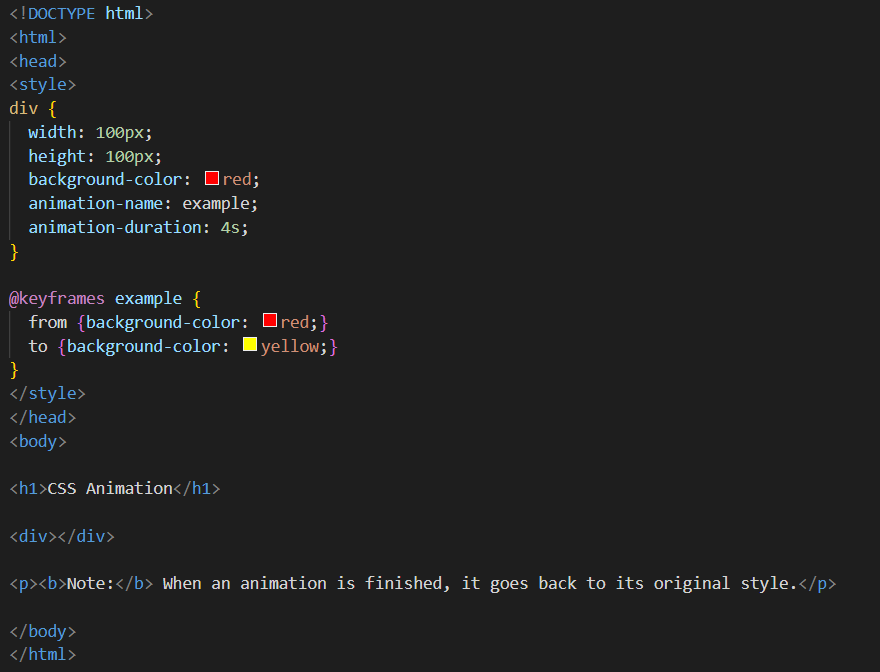 <!DOCTYPE html>
<html>
<head>
<style>
div {
  width: 100px;
  height: 100px;
  background-color: red;
  animation-name: example;
  animation-duration: 4s;
}

@keyframes example {
  from {background-color: red;}
  to {background-color: yellow;}
}
</style>
</head>
<body>

<h1>CSS Animation</h1>

<div></div>

<p><b>Note:</b> When an animation is finished, it goes back to its original style.</p>

</body>
</html>